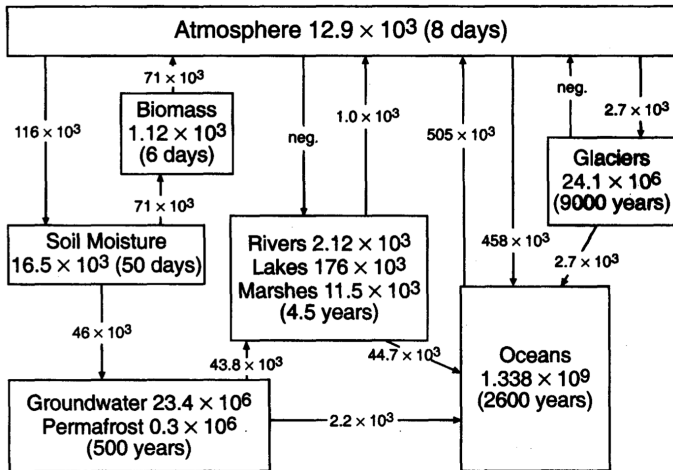 Atmosphere 12.9 × 10³ (8 days)
71 × 10³
Biomass
1.12 × 10³
(6 days)
116 × 10³
neg.
1.0 × 10³
505 × 10³
neg.
2.7 × 10³
Glaciers
24.1 × 10⁶
(9000 years)
71 × 10³
Soil Moisture
16.5 × 10³ (50 days)
Rivers 2.12 × 10³
Lakes 176 × 10³
Marshes 11.5 × 10³
(4.5 years)
458 × 10³
2.7 × 10³
46 × 10³
43.8 × 10³
44.7 × 10³
Oceans
1.338 × 10⁹
(2600 years)
Groundwater 23.4 × 10⁶
Permafrost 0.3 × 10⁶
(500 years)
2.2 × 10³